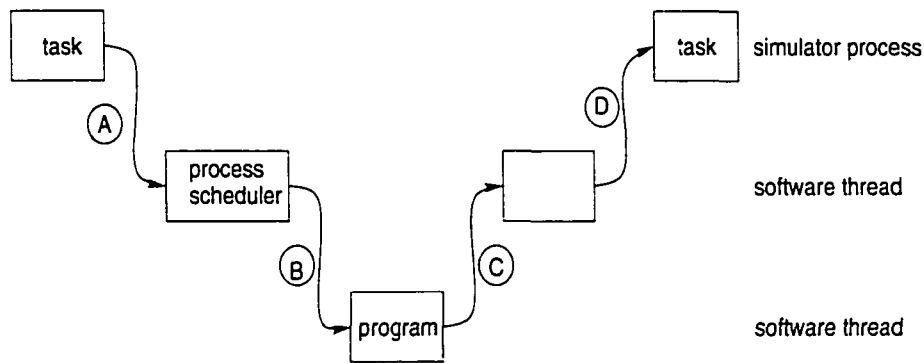 task
task
simulator process
A
D
process
scheduler
software thread
B
C
program
software thread